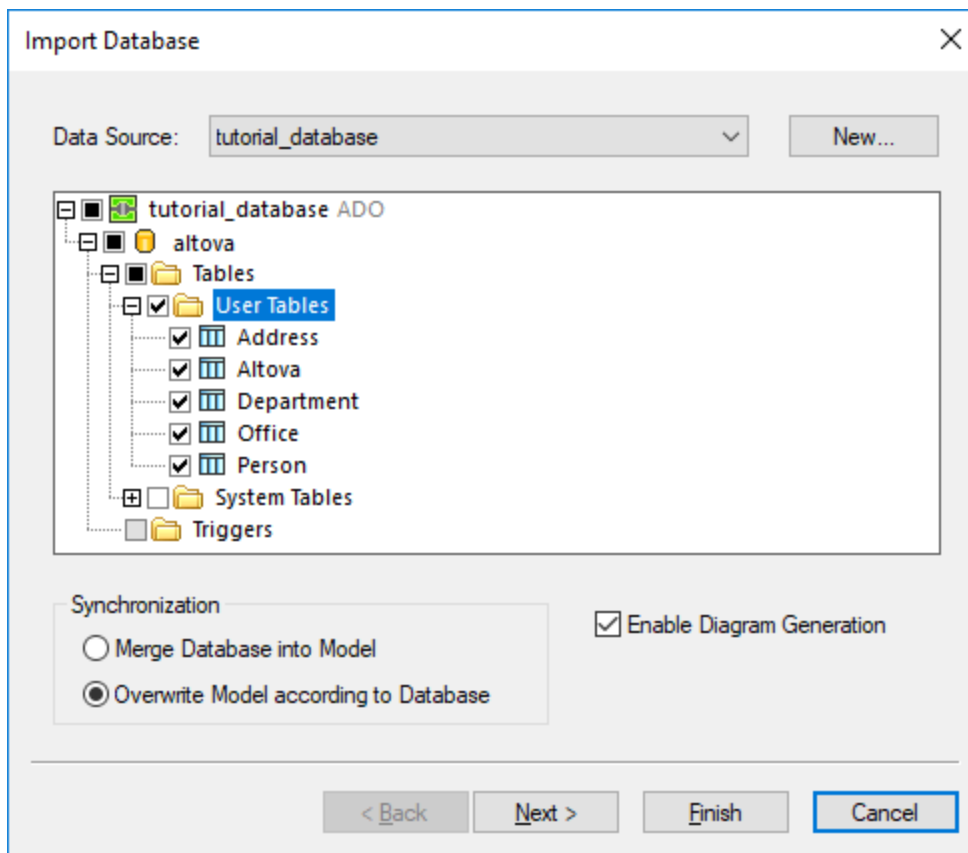 Import Database
Data Source: tutorial_database New...
tutorial_database ADO
altova
Tables
User Tables
Address
Altova
Department
Office
Person
System Tables
Triggers
Synchronization
Merge Database into Model
Overwrite Model according to Database
Enable Diagram Generation
< Back Next > Finish Cancel